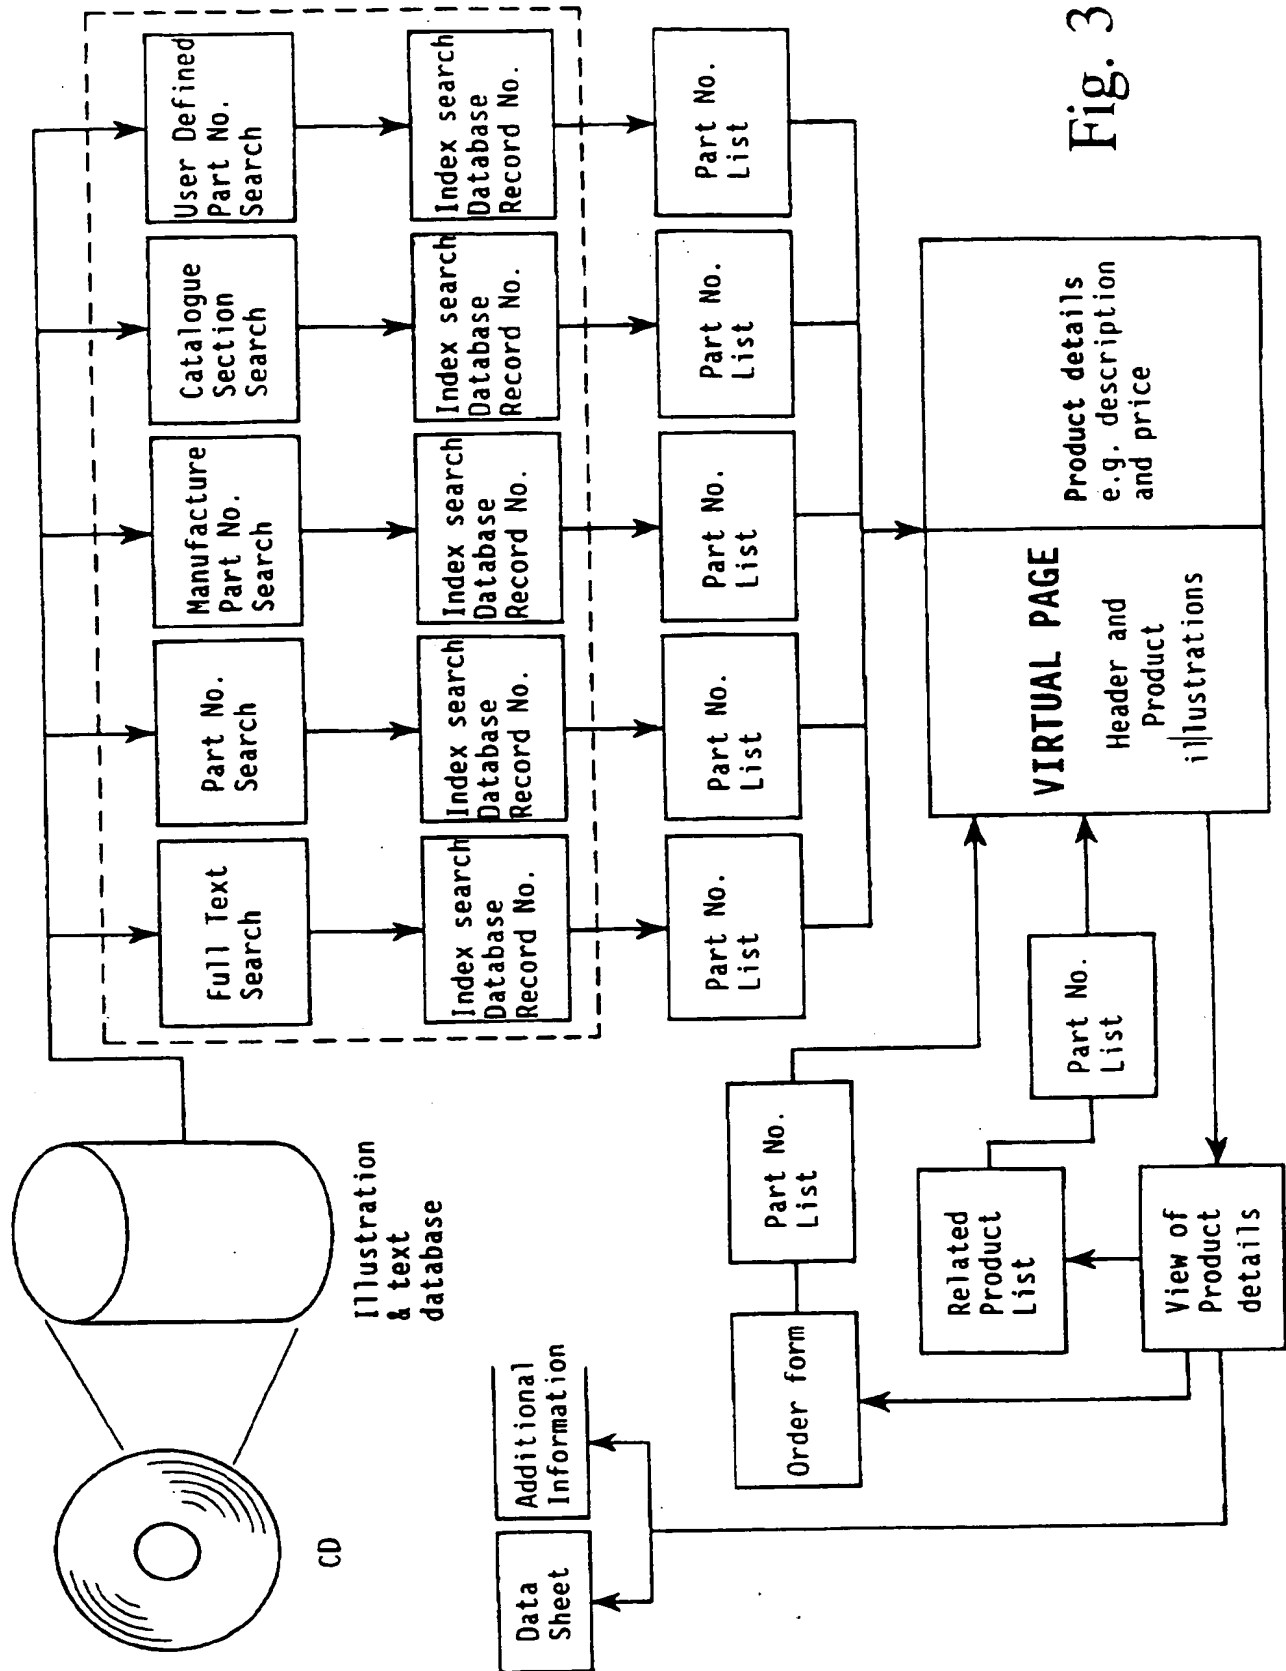 CD
Illustration
& text
database
Full Text
Search
Part No.
Search
Manufacture
Part No.
Search
Catalogue
Section
Search
User Defined
Part No.
Search
Index search
Database
Record No.
Index search
Database
Record No.
Index search
Database
Record No.
Index search
Database
Record No.
Index search
Database
Record No.
Part No.
List
Part No.
List
Part No.
List
Part No.
List
Part No.
List
Data
Sheet
Additional
Information
Order form
Part No.
List
Related
Product
List
Part No.
List
View of
Product
details
VIRTUAL PAGE
Header and
Product
illustrations
Product details
e.g. description
and price
Fig. 3